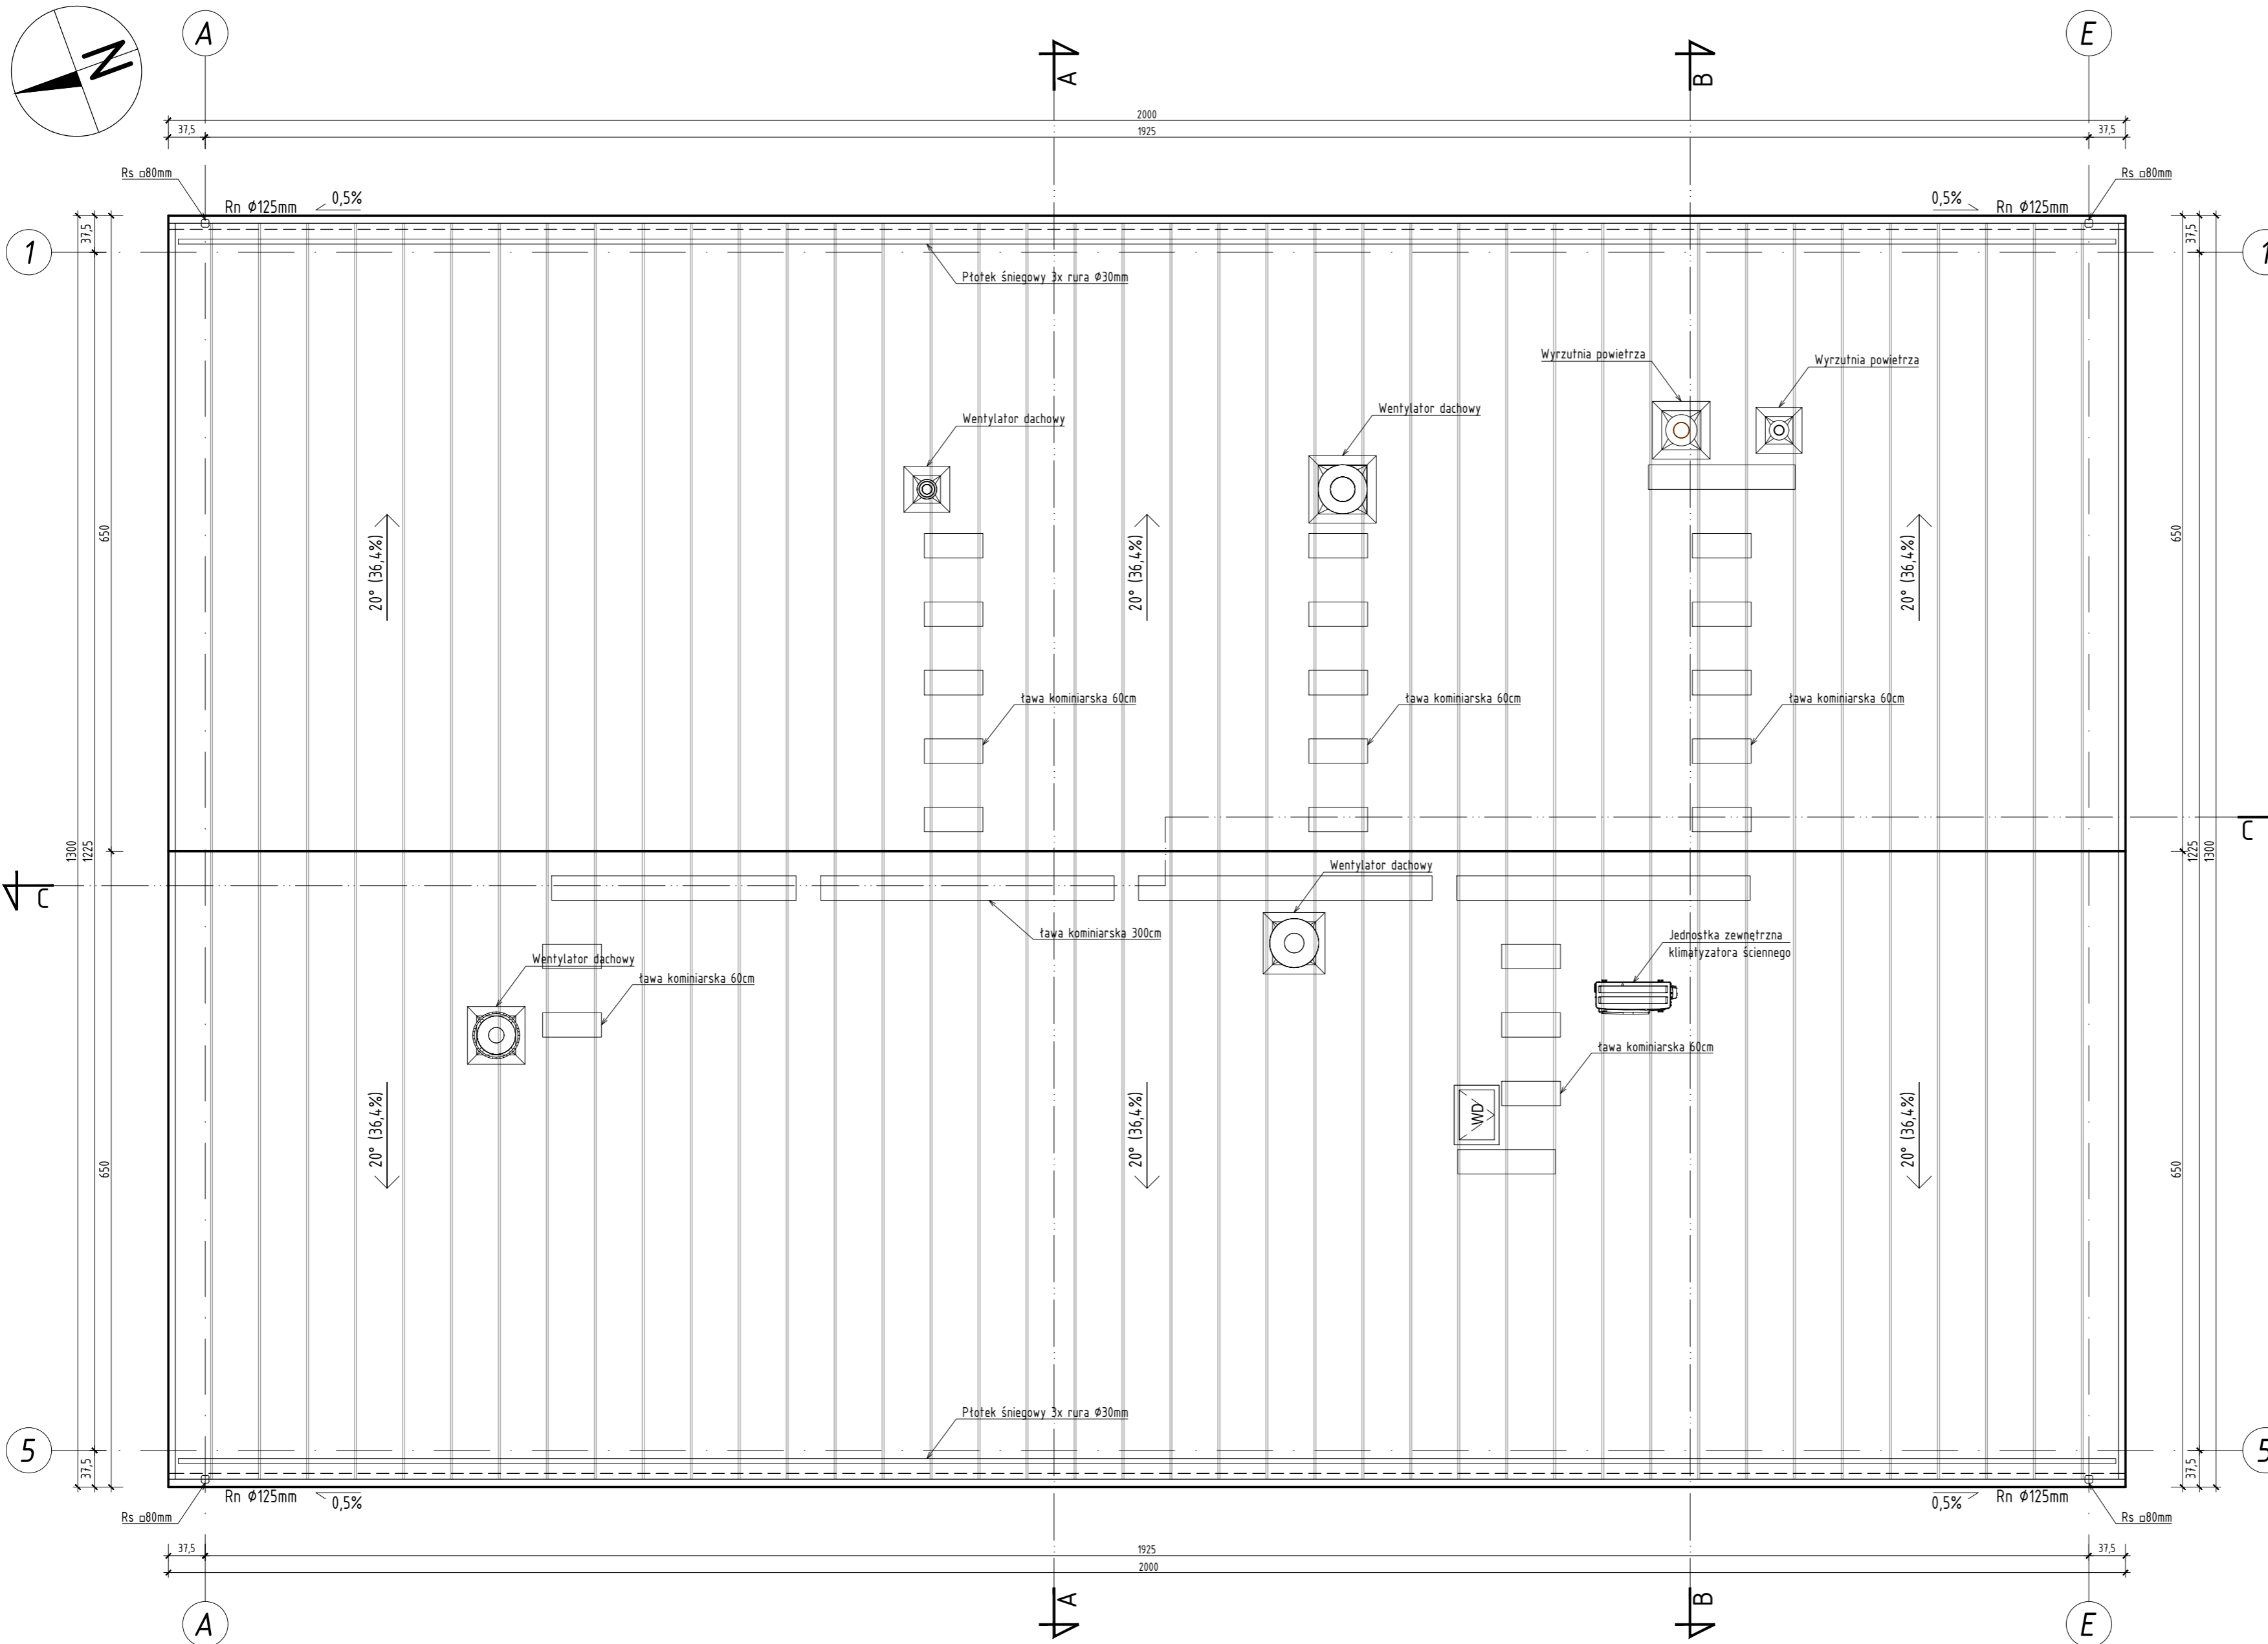 N
A
E
A
B
2000
37,5
1925
37,5
Rs □80mm
Rs □80mm
Rn Ø125mm
0,5%
0,5%
Rn Ø125mm
1
37,5
37,5
1
Płotek śniegowy 3x rura Ø30mm
Wyrzutnia powietrza
Wyrzutnia powietrza
Wentylator dachowy
Wentylator dachowy
650
20° (36,4%)
20° (36,4%)
20° (36,4%)
650
ława kominiarska 60cm
ława kominiarska 60cm
ława kominiarska 60cm
1300
1225
1225
1300
C
C
Wentylator dachowy
ława kominiarska 300cm
Jednostka zewnętrzna
klimatyzatora ściennego
Wentylator dachowy
ława kominiarska 60cm
ława kominiarska 60cm
WD
650
20° (36,4%)
20° (36,4%)
20° (36,4%)
650
Płotek śniegowy 3x rura Ø30mm
5
37,5
37,5
5
Rn Ø125mm
0,5%
0,5%
Rn Ø125mm
Rs □80mm
Rs □80mm
37,5
1925
37,5
2000
A
B
A
E